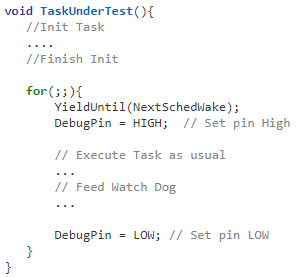 void TaskUnderTest(){
//Init Task
....
//Finish Init
for(;;){
YieldUntil(NextSchedWake);
DebugPin = HIGH;  // Set pin High
// Execute Task as usual
...
// Feed Watch Dog
...
DebugPin = LOW; // Set pin LOW
}
}